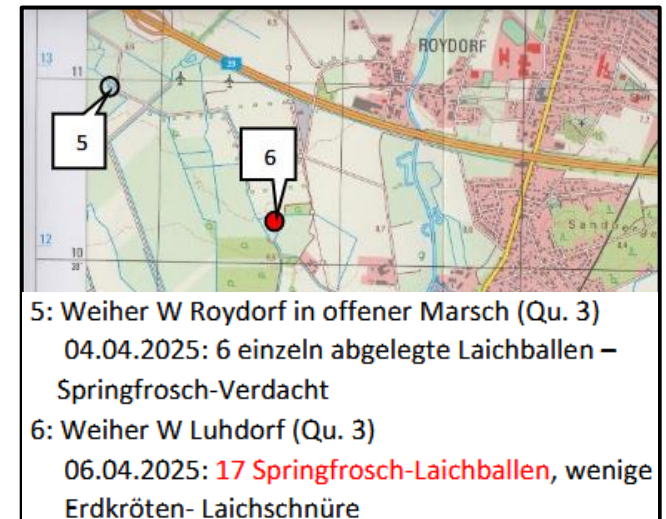 13
11
39
ROYDORF
5
6
12
10
Sandberge
5: Weiher W Roydorf in offener Marsch (Qu. 3)
04.04.2025: 6 einzeln abgelegte Laichballen –
Springfrosch-Verdacht
6: Weiher W Luhdorf (Qu. 3)
06.04.2025: 17 Springfrosch-Laichballen, wenige
Erdkröten- Laichschnüre